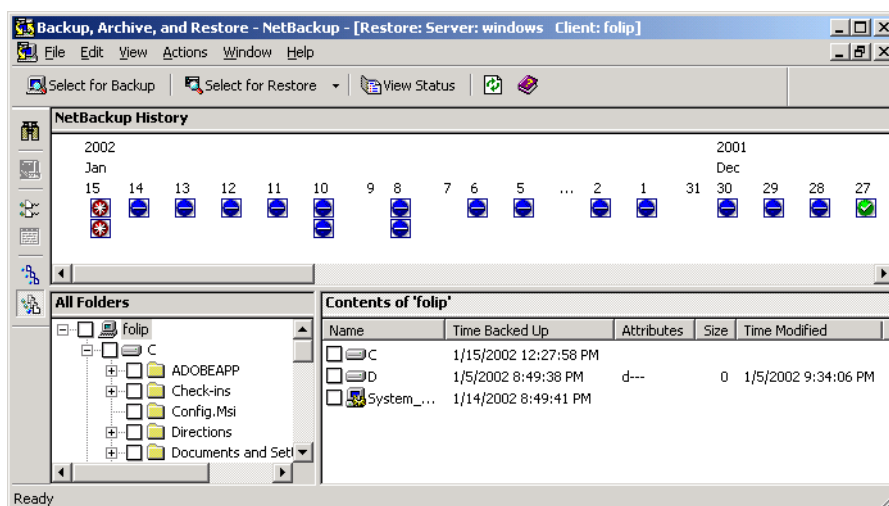 Backup, Archive, and Restore - NetBackup - [Restore: Server: windows Client: folip]
File Edit View Actions Window Help
Select for Backup Select for Restore View Status
NetBackup History
2002 2001
Jan Dec
15 14 13 12 11 10 9 8 7 6 5 ... 2 1 31 30 29 28 27
All Folders
folip
C
ADOBEAPP
Check-ins
Config.Msi
Directions
Documents and Sett
Contents of 'folip'
Name Time Backed Up Attributes Size Time Modified
C 1/15/2002 12:27:58 PM
D 1/5/2002 8:49:38 PM d--- 0 1/5/2002 9:34:06 PM
System_... 1/14/2002 8:49:41 PM
Ready